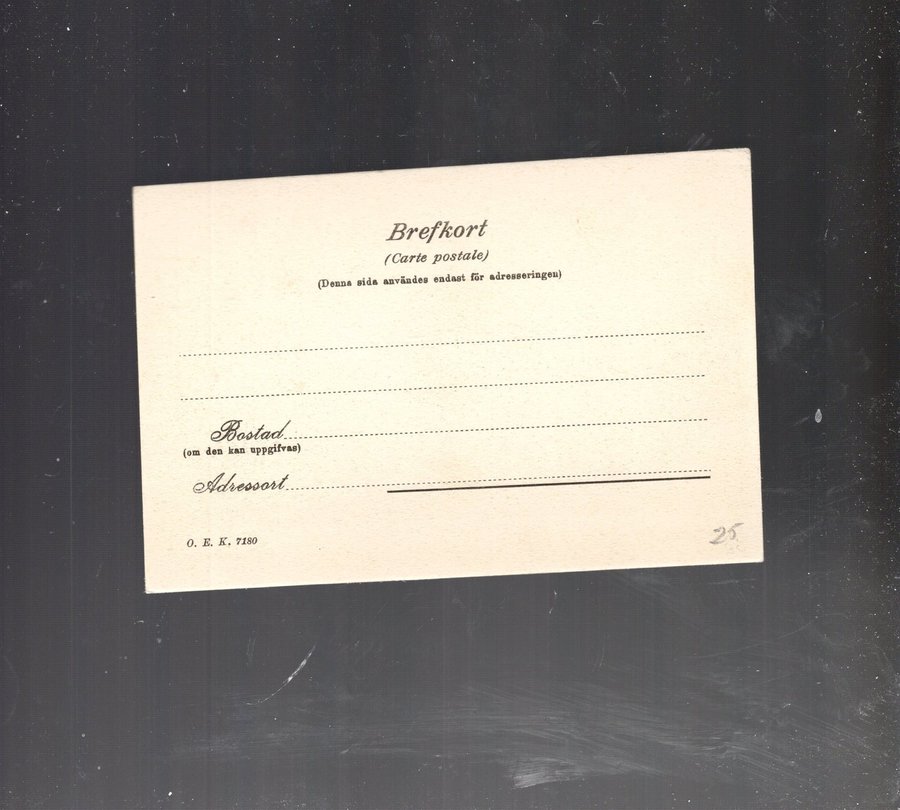 Brefkort
(Carte postale)
(Denna sida användes endast för adresseringen)
Bostad
(om den kan uppgifvas)
Adressort
O. E. K. 7180
25